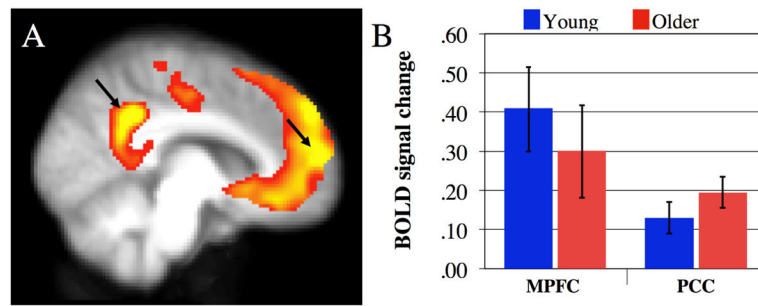 A
B
Young Older
BOLD signal change
.60
.50
.40
.30
.20
.10
.00
MPFC PCC